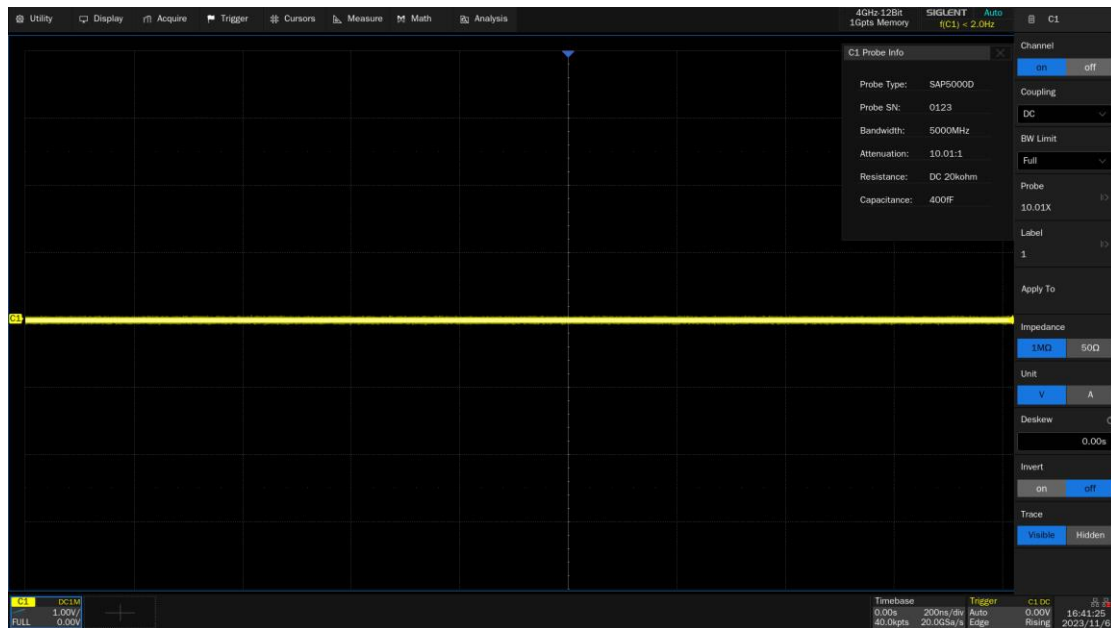 Utility Display Acquire Trigger Cursors Measure Math Analysis
4GHz-12Bit
1Gpts Memory
SIGLENT Auto
f(C1) < 2.0Hz
C1
C1 Probe Info
Probe Type: SAP5000D
Probe SN: 0123
Bandwidth: 5000MHz
Attenuation: 10.01:1
Resistance: DC 20kohm
Capacitance: 400fF
Channel
on off
Coupling
DC
BW Limit
Full
Probe
10.01X
Label
1
Apply To
Impedance
1MΩ 50Ω
Unit
V A
Deskew
0.00s
Invert
on off
Trace
Visible Hidden
C1
C1 DC1M
1.00V/
FULL 0.00V
Timebase
0.00s 200ns/div
40.0kpts 20.0GSa/s
Trigger C1 DC
Auto 0.00V
Edge Rising
16:41:25
2023/11/6